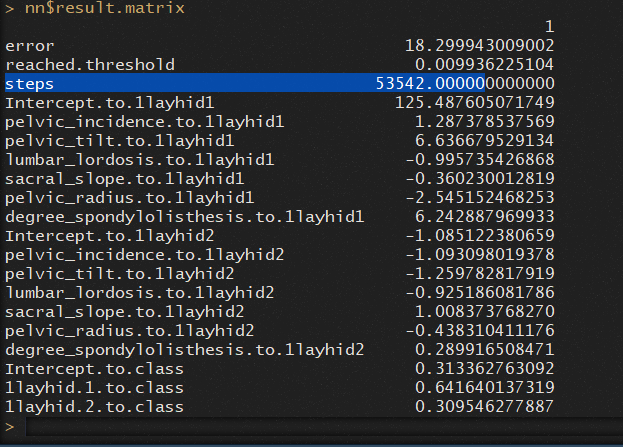 > nn$result.matrix
1
error 18.299943009002
reached.threshold 0.009936225104
steps 53542.000000000000
Intercept.to.1layhid1 125.487605071749
pelvic_incidence.to.1layhid1 1.287378537569
pelvic_tilt.to.1layhid1 6.636679529134
lumbar_lordosis.to.1layhid1 -0.995735426868
sacral_slope.to.1layhid1 -0.360230012819
pelvic_radius.to.1layhid1 -2.545152468253
degree_spondylolisthesis.to.1layhid1 6.242887969933
Intercept.to.1layhid2 -1.085122380659
pelvic_incidence.to.1layhid2 -1.093098019378
pelvic_tilt.to.1layhid2 -1.259782817919
lumbar_lordosis.to.1layhid2 -0.925186081786
sacral_slope.to.1layhid2 1.008373768270
pelvic_radius.to.1layhid2 -0.438310411176
degree_spondylolisthesis.to.1layhid2 0.289916508471
Intercept.to.class 0.313362763092
1layhid.1.to.class 0.641640137319
1layhid.2.to.class 0.309546277887
>